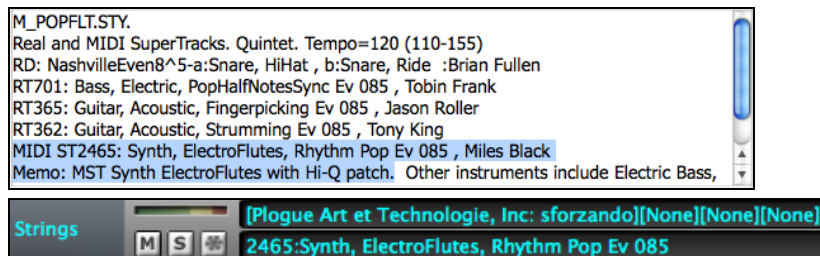 M_POPFLT.STY.
Real and MIDI SuperTracks. Quintet. Tempo=120 (110-155)
RD: NashvilleEven8^5-a:Snare, HiHat , b:Snare, Ride  :Brian Fullen
RT701: Bass, Electric, PopHalfNotesSync Ev 085 , Tobin Frank
RT365: Guitar, Acoustic, Fingerpicking Ev 085 , Jason Roller
RT362: Guitar, Acoustic, Strumming Ev 085 , Tony King
MIDI ST2465: Synth, ElectroFlutes, Rhythm Pop Ev 085 , Miles Black
Memo: MST Synth ElectroFlutes with Hi-Q patch.  Other instruments include Electric Bass,
[Plogue Art et Technologie, Inc: sforzando][None][None][None]
Strings
M S ✱ 2465:Synth, ElectroFlutes, Rhythm Pop Ev 085